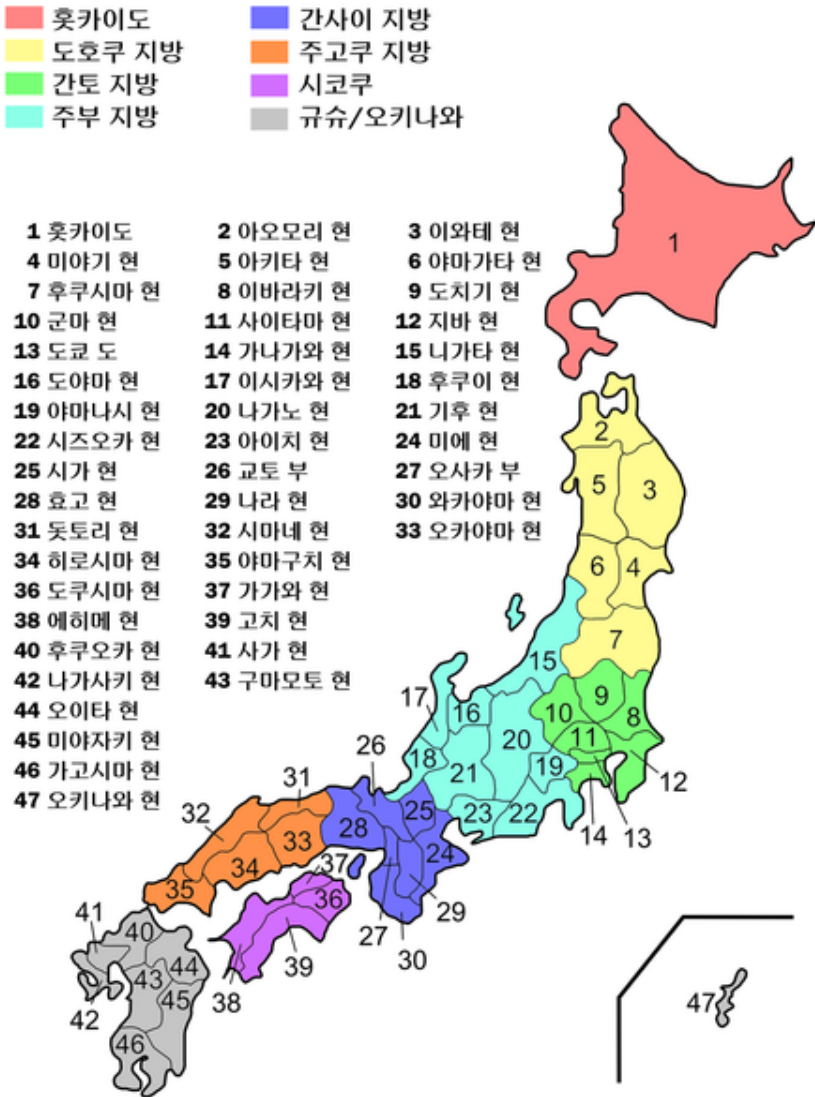 홋카이도 간사이 지방
도호쿠 지방 주고쿠 지방
간토 지방 시코쿠
주부 지방 규슈/오키나와
1 홋카이도 2 아오모리 현 3 이와테 현
4 미야기 현 5 아키타 현 6 야마가타 현
7 후쿠시마 현 8 이바라키 현 9 도치기 현
10 군마 현 11 사이타마 현 12 지바 현
13 도쿄 도 14 가나가와 현 15 니가타 현
16 도야마 현 17 이시카와 현 18 후쿠이 현
19 야마나시 현 20 나가노 현 21 기후 현
22 시즈오카 현 23 아이치 현 24 미에 현
25 시가 현 26 교토 부 27 오사카 부
28 효고 현 29 나라 현 30 와카야마 현
31 돗토리 현 32 시마네 현 33 오카야마 현
34 히로시마 현 35 야마구치 현
36 도쿠시마 현 37 가가와 현
38 에히메 현 39 고치 현
40 후쿠오카 현 41 사가 현
42 나가사키 현 43 구마모토 현
44 오이타 현
45 미야자키 현
46 가고시마 현
47 오키나와 현
1
2
5 3
6 4
7
15
17 16 10 9 8
20 11
18 21 19 12
26
31 25 23 22 14 13
32 28
33 24
34 37
35 36 29
41 40 27 30
39
43 44 38
42 45 47
46